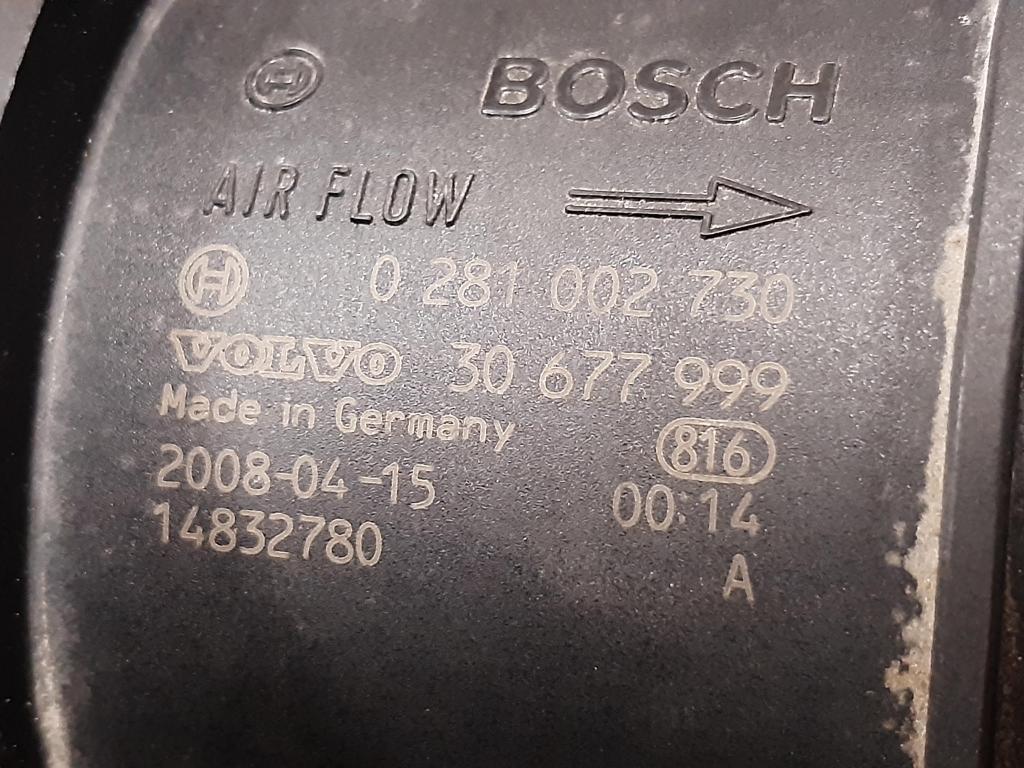 BOSCH
AIR FLOW
0 281 002 730
VOLVO 30 677 999
Made in Germany
816
2008-04-15
00:14
14832780
A